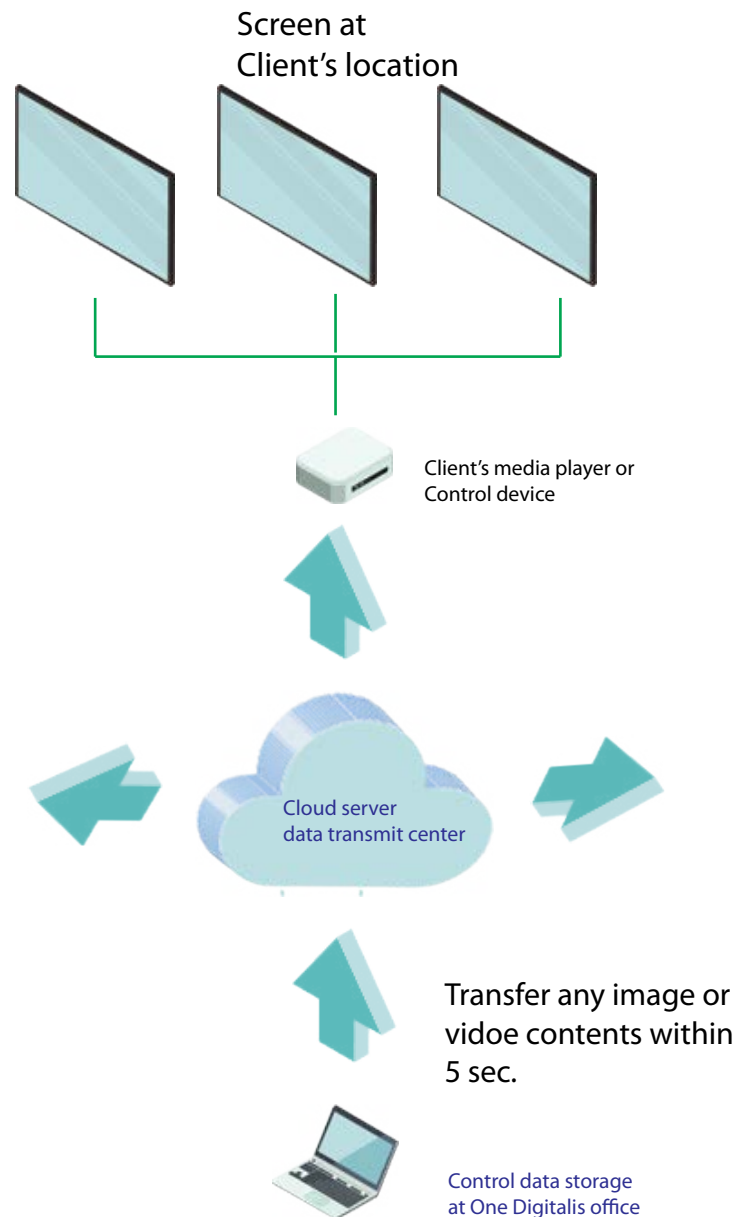 Screen at
Client’s location
Client’s media player or
Control device
Cloud server
data transmit center
Transfer any image or
vidoe contents within
5 sec.
Control data storage
at One Digitalis office